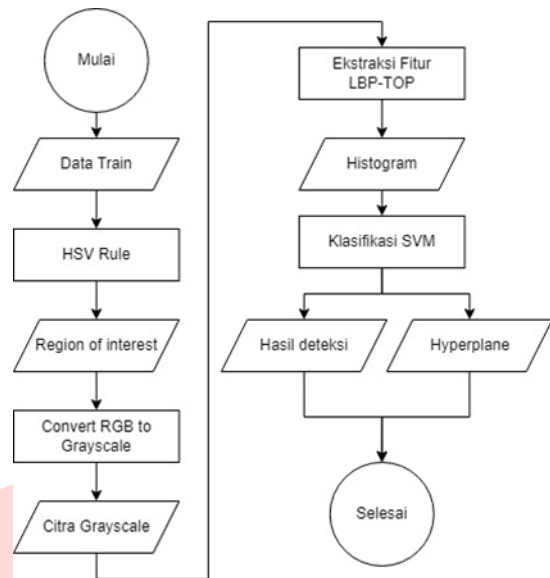 Mulai
Data Train
HSV Rule
Region of interest
Convert RGB to
Grayscale
Citra Grayscale
Ekstraksi Fitur
LBP-TOP
Histogram
Klasifikasi SVM
Hasil deteksi
Hyperplane
Selesai